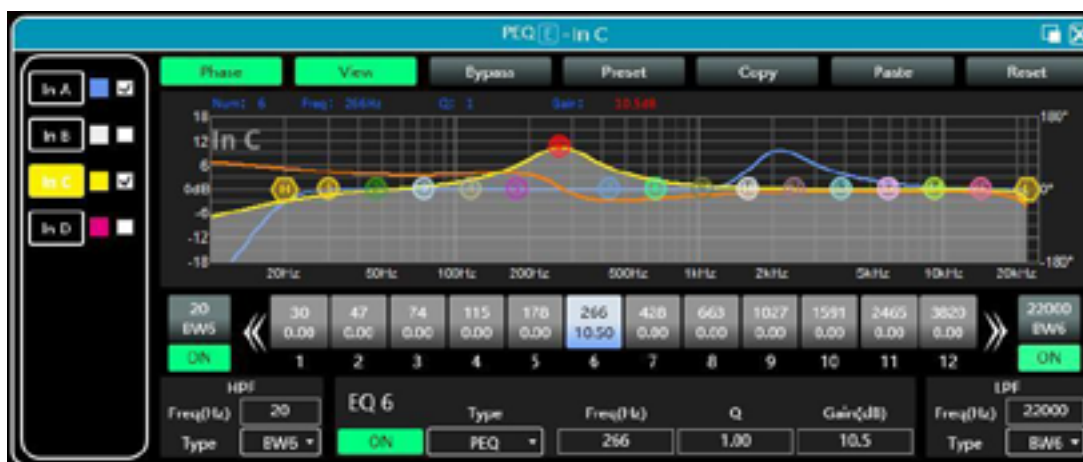 PEQ E -In C
In A
In B
In C
In D
Phase View Bypass Preset Copy Paste Reset
Num: 6 Freq: 266Hz Q: 1 Gain: 10.5dB
In C
18
12
6
0dB
-6
-12
-18
180°
0°
-180°
20Hz 50Hz 100Hz 200Hz 500Hz 1kHz 2kHz 5kHz 10kHz 20kHz
20 30 47 74 115 178 266 428 663 1027 1591 2465 3820 22000
BW6 0.00 0.00 0.00 0.00 0.00 10.50 0.00 0.00 0.00 0.00 0.00 0.00 BW6
ON 1 2 3 4 5 6 7 8 9 10 11 12 ON
HPF
Freq(Hz) 20
Type BW6
EQ 6 Type Freq(Hz) Q Gain(dB)
ON PEQ 266 1.00 10.5
LPF
Freq(Hz) 22000
Type BW6